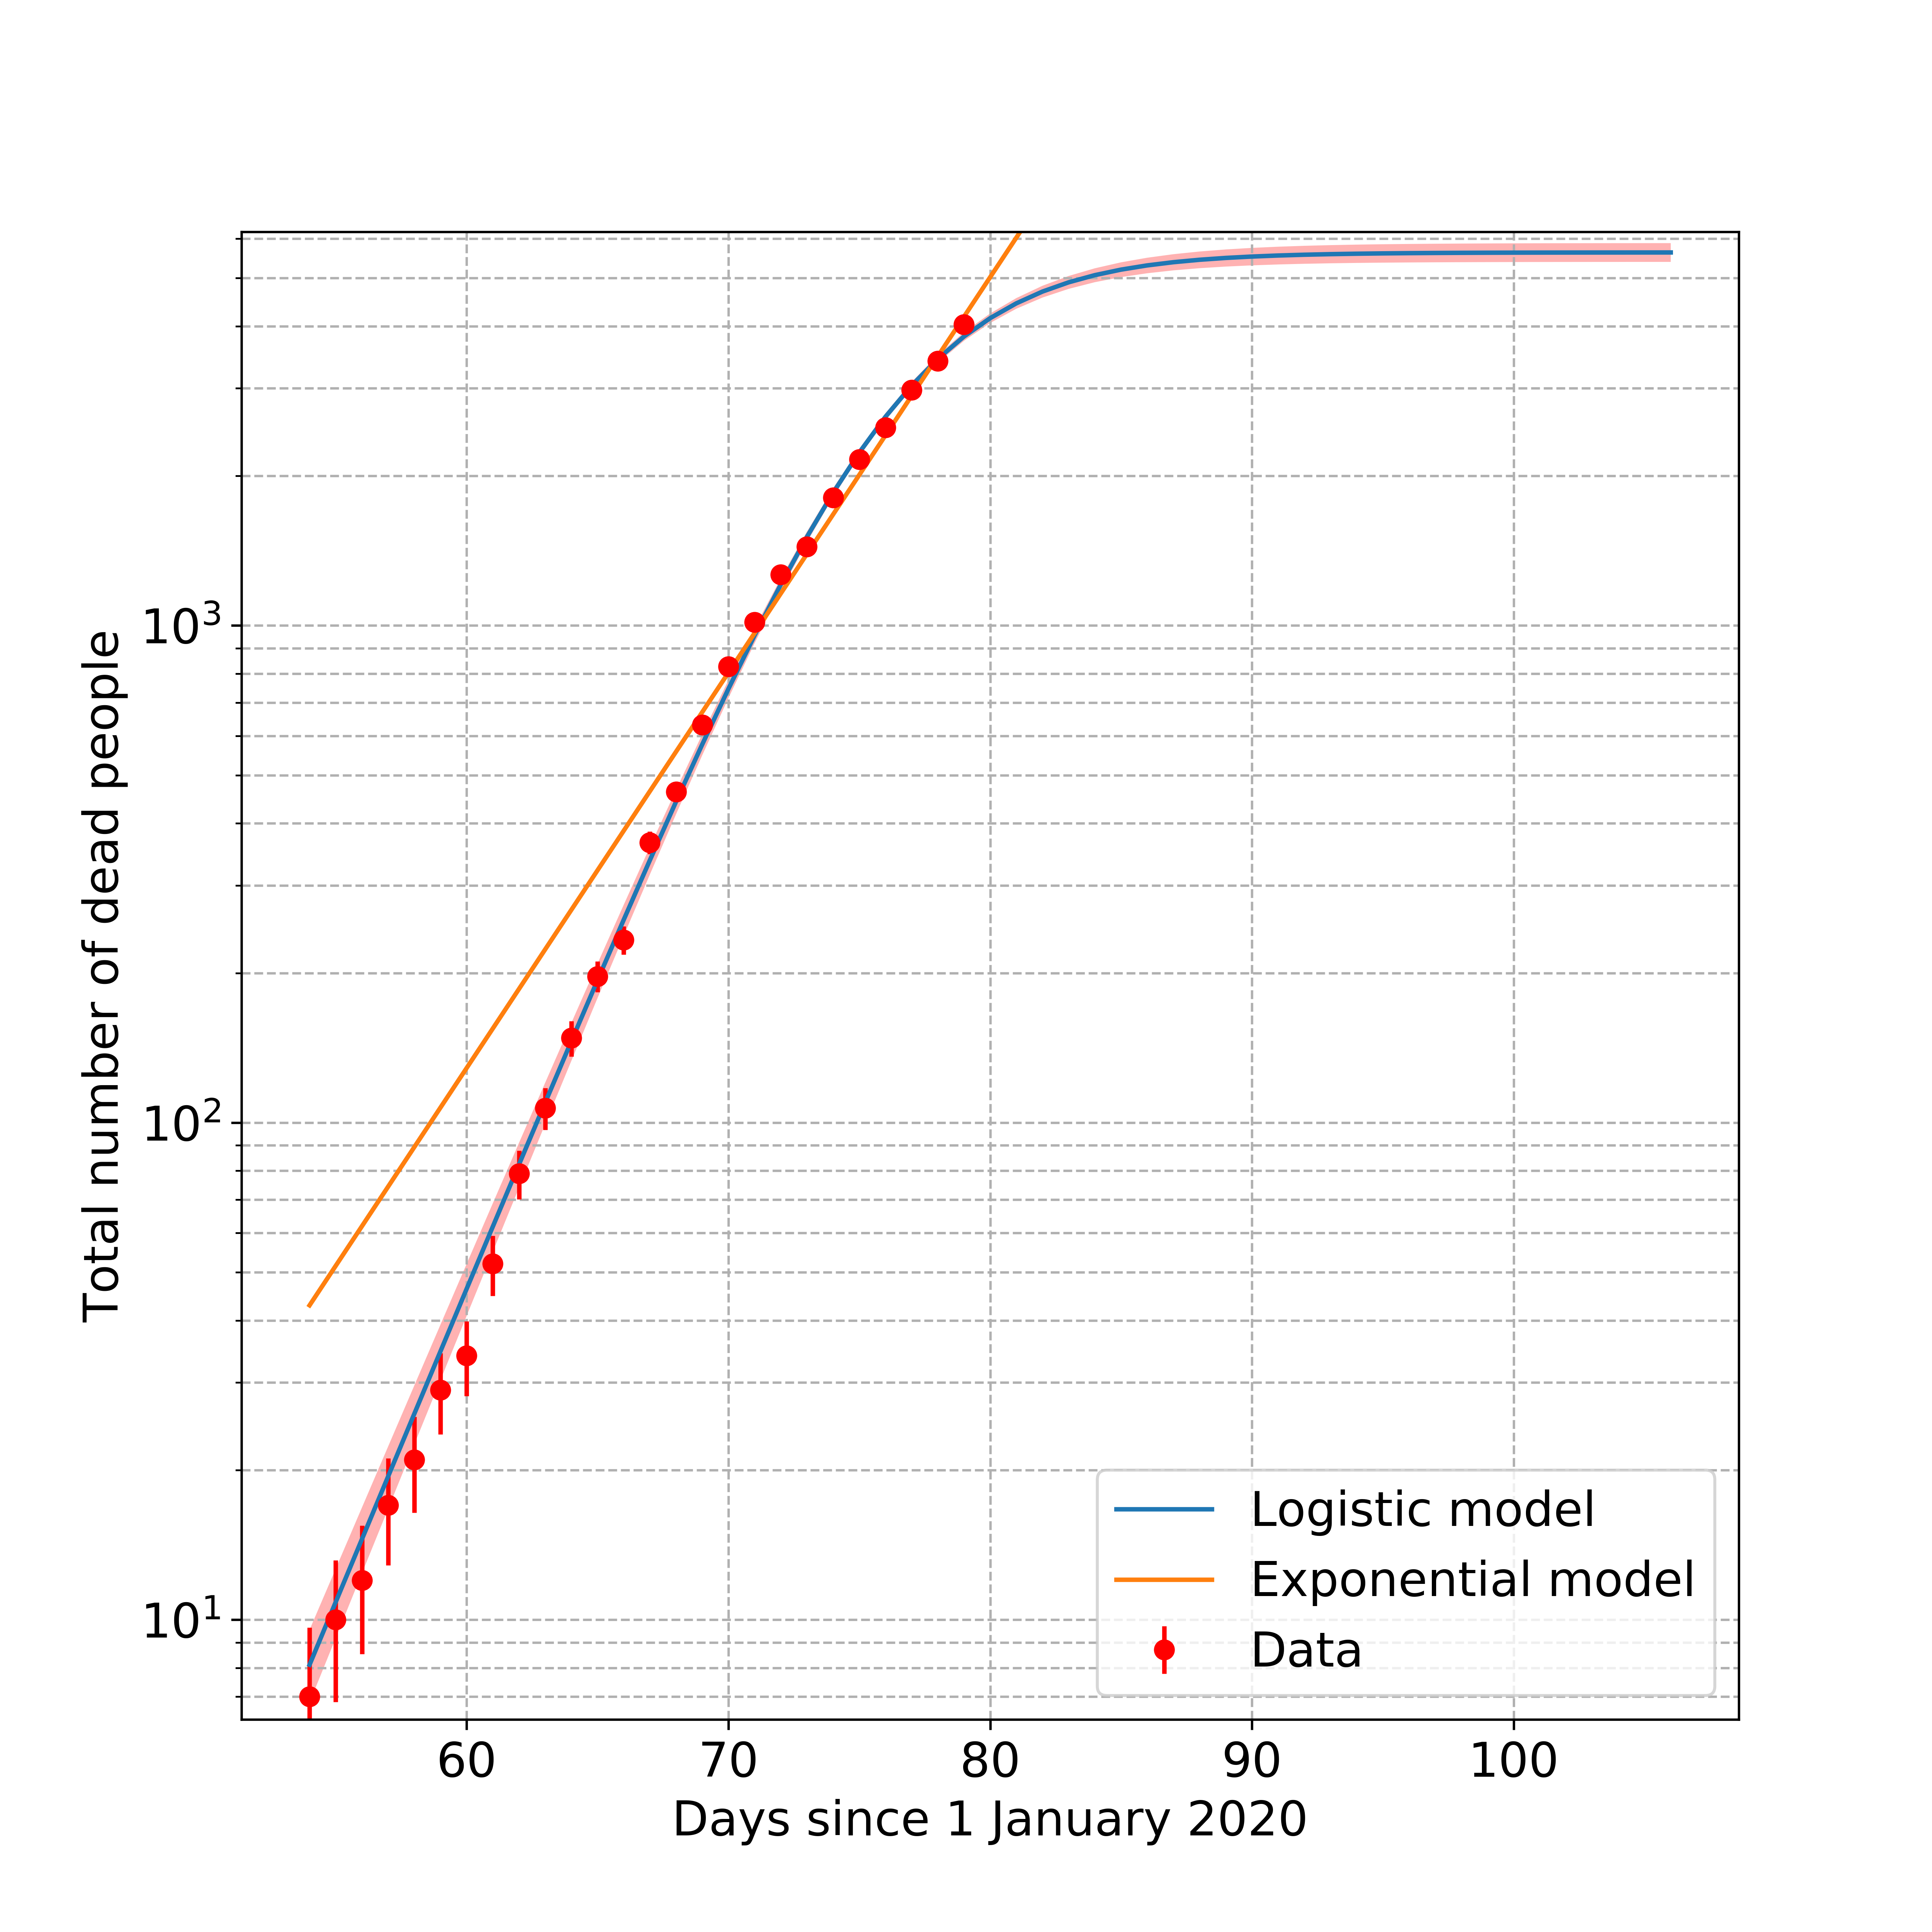 10³
10²
10¹
Total number of dead people
60 70 80 90 100
Days since 1 January 2020
Logistic model
Exponential model
Data